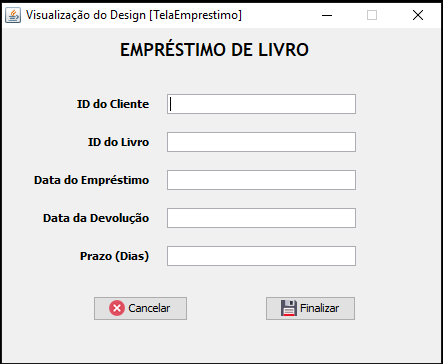 Visualização do Design [TelaEmprestimo]
EMPRÉSTIMO DE LIVRO
ID do Cliente
ID do Livro
Data do Empréstimo
Data da Devolução
Prazo (Dias)
Cancelar Finalizar